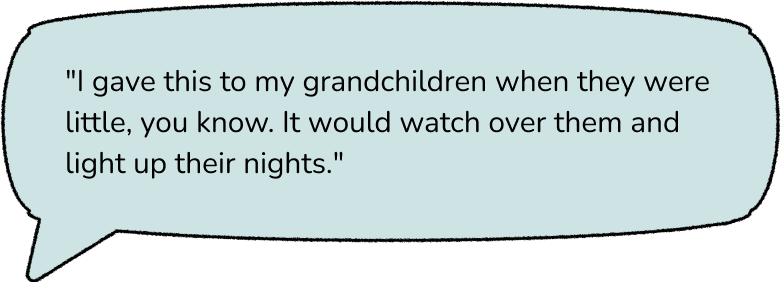 "I gave this to my grandchildren when they were
little, you know. It would watch over them and
light up their nights."